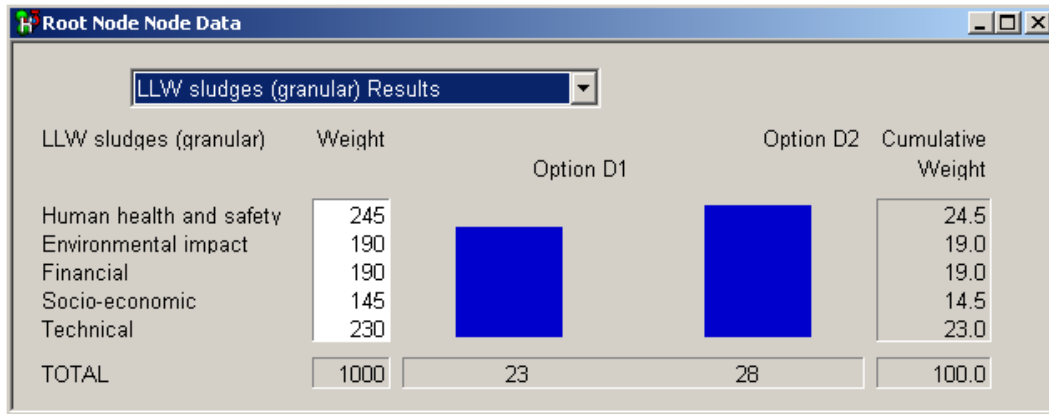 Root Node Node Data
LLW sludges (granular) Results
LLW sludges (granular) Weight Option D2 Cumulative
Option D1 Weight
Human health and safety 245 24.5
Environmental impact 190 19.0
Financial 190 19.0
Socio-economic 145 14.5
Technical 230 23.0
TOTAL 1000 23 28 100.0